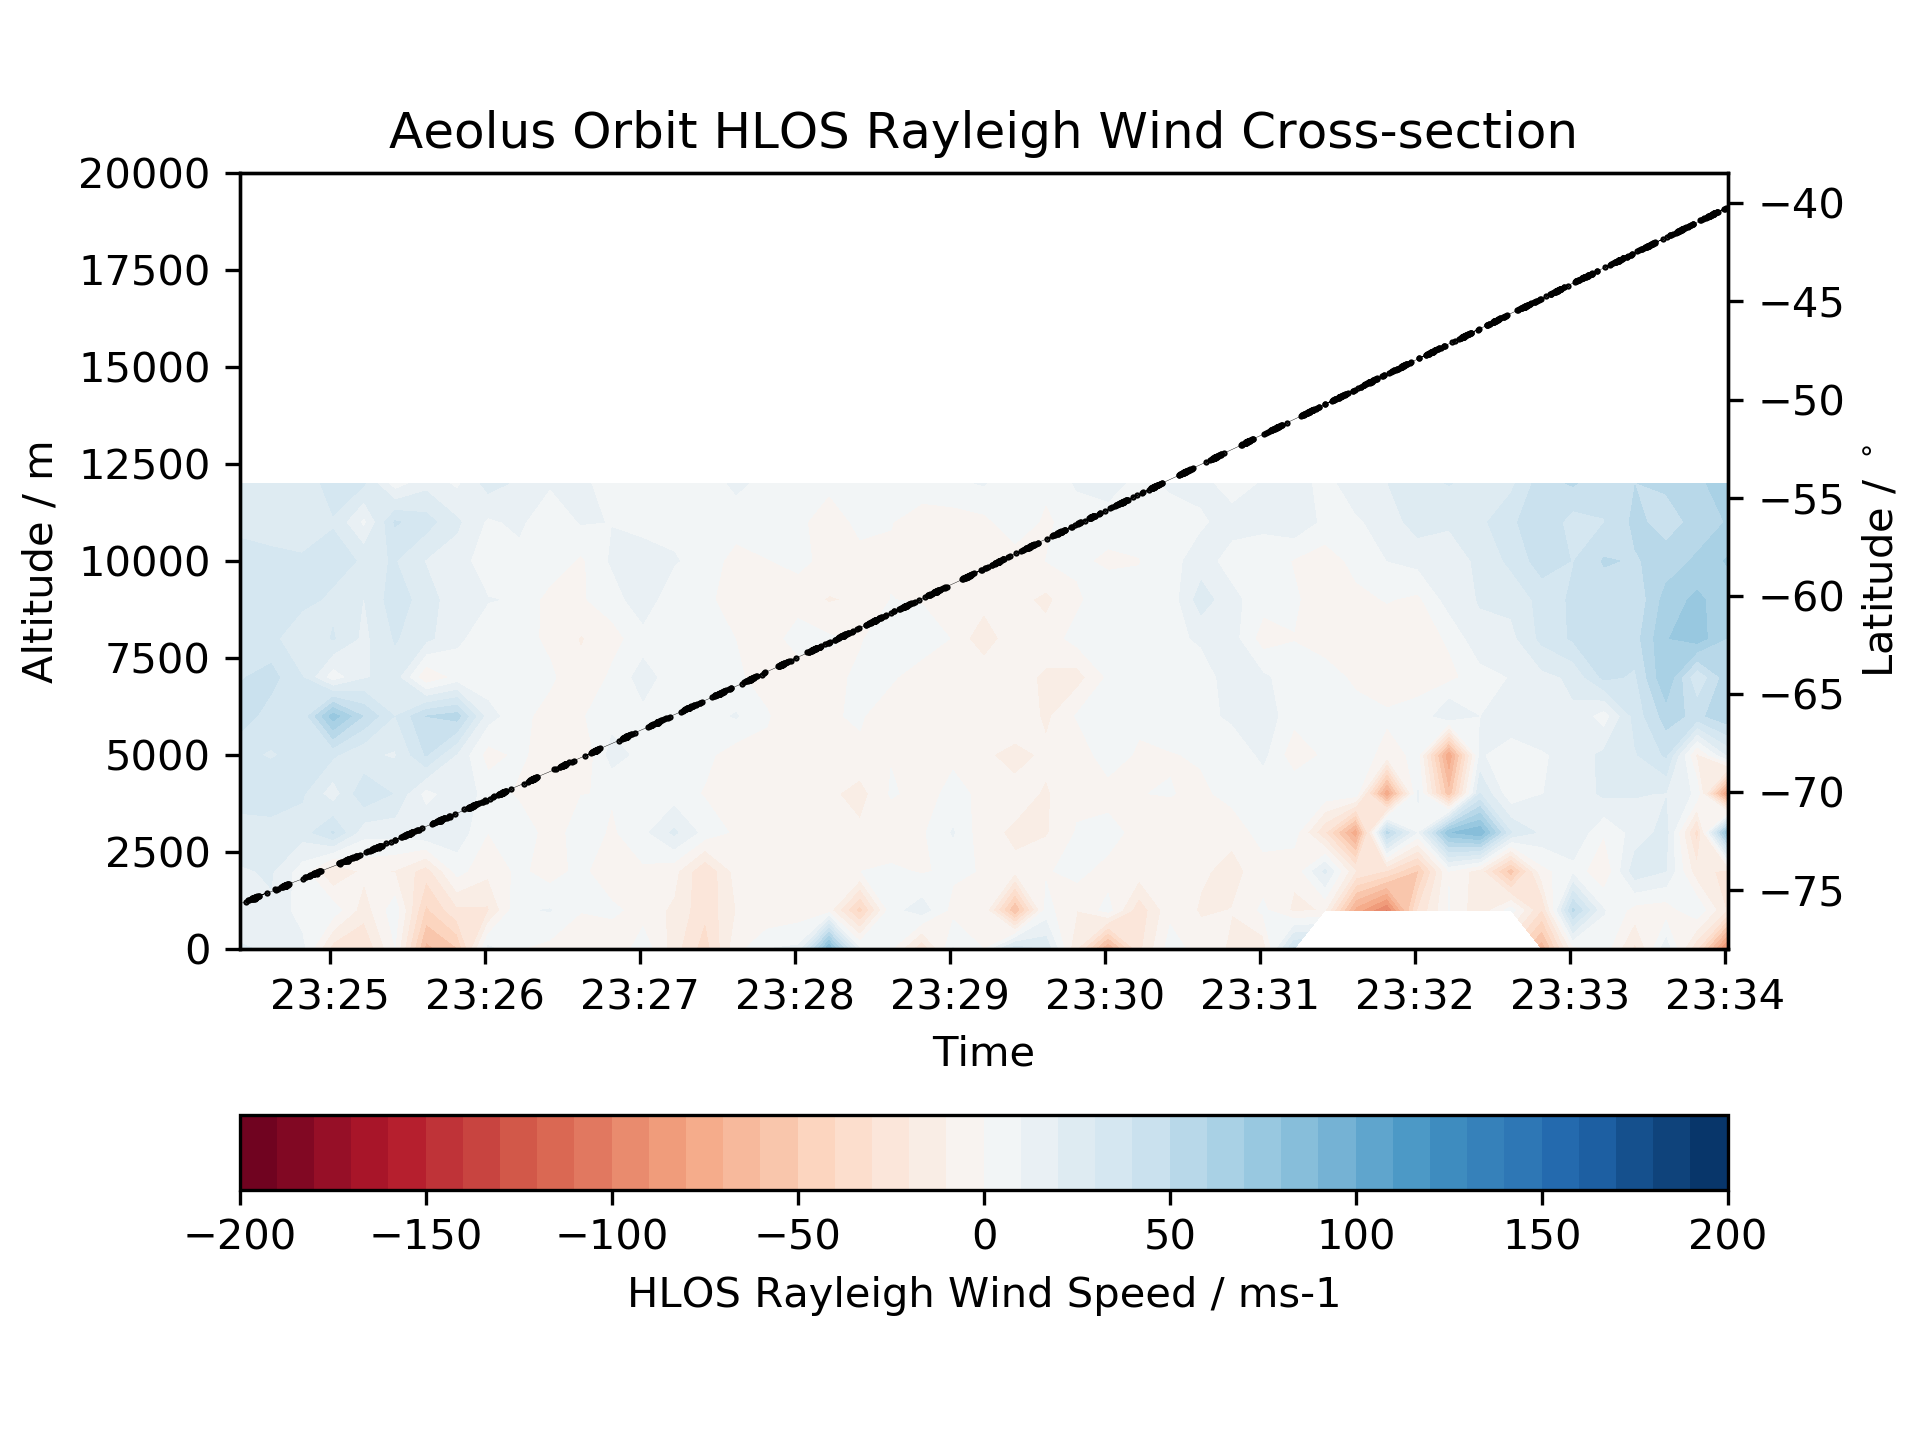 Aeolus Orbit HLOS Rayleigh Wind Cross-section
20000
17500
15000
12500
10000
7500
5000
2500
0
Altitude / m
−40
−45
−50
−55
−60
−65
−70
−75
Latitude / °
23:25 23:26 23:27 23:28 23:29 23:30 23:31 23:32 23:33 23:34
Time
−200 −150 −100 −50 0 50 100 150 200
HLOS Rayleigh Wind Speed / ms-1